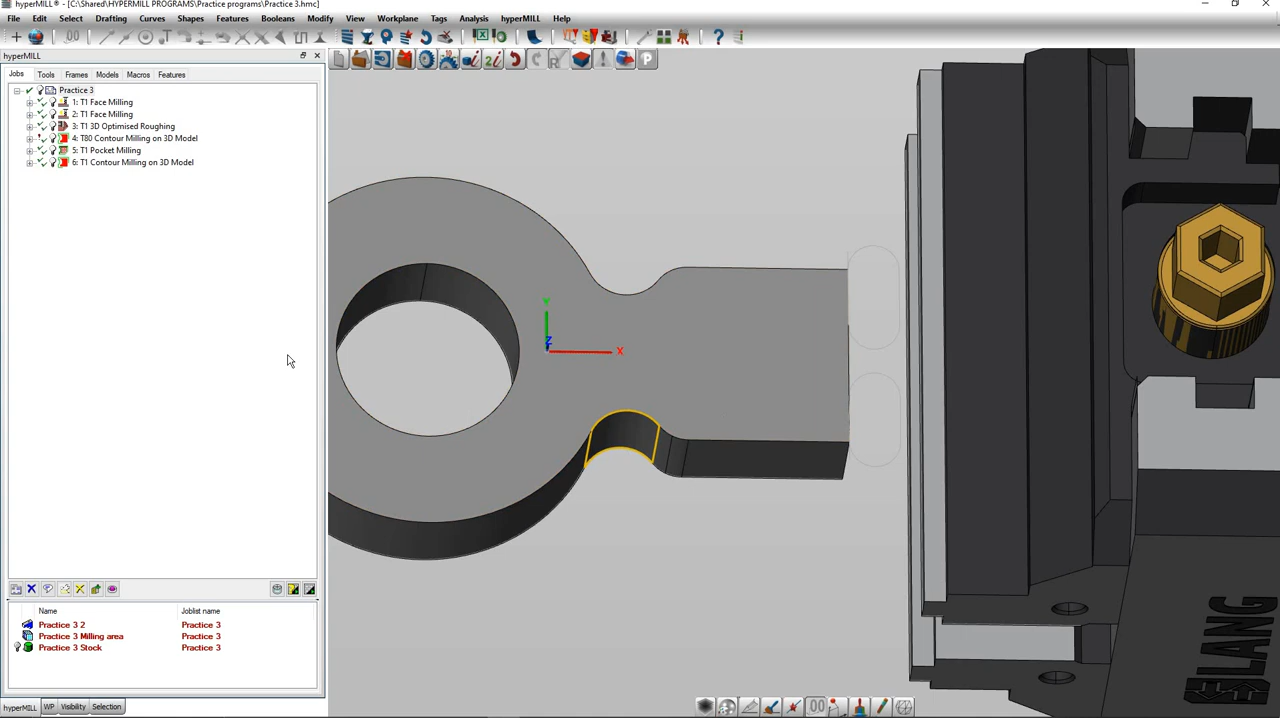 hyperMILL® - [C:\Shared\HYPERMILL PROGRAMS\Practice programs\Practice 3.hmc]
File Edit Select Drafting Curves Shapes Features Booleans Modify View Workplane Tags Analysis hyperMILL Help
hyperMILL
Jobs Tools Frames Models Macros Features
Practice 3
1: T1 Face Milling
2: T1 Face Milling
3: T1 3D Optimised Roughing
4: T80 Contour Milling on 3D Model
5: T1 Pocket Milling
6: T1 Contour Milling on 3D Model
Y
Z
X
Name Joblist name
Practice 3 2 Practice 3
Practice 3 Milling area Practice 3
Practice 3 Stock Practice 3
LANG
hyperMILL WP Visibility Selection